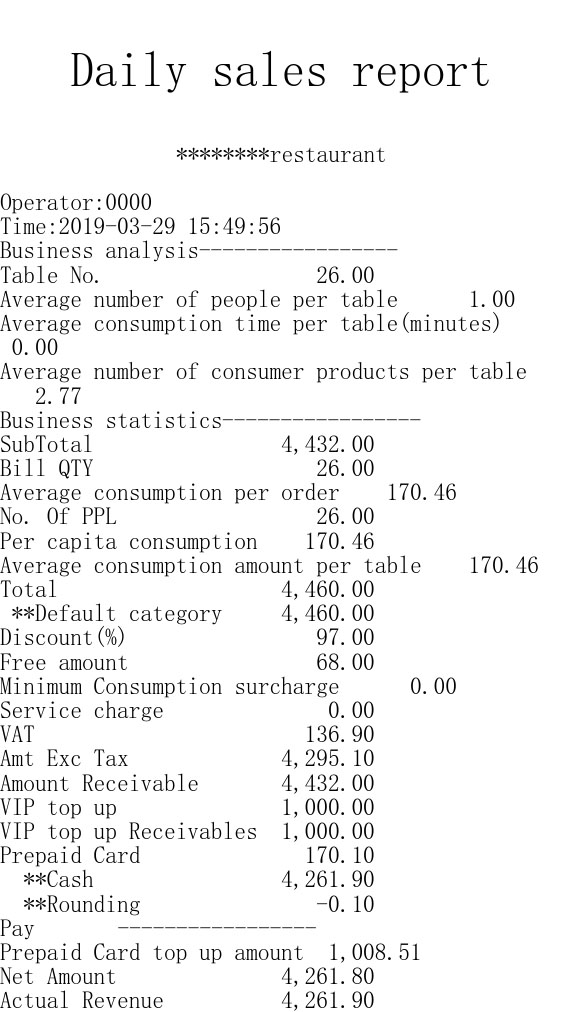 Daily sales report
********restaurant
Operator:0000
Time:2019-03-29 15:49:56
Business analysis-----------------
Table No. 26.00
Average number of people per table 1.00
Average consumption time per table(minutes)
0.00
Average number of consumer products per table
2.77
Business statistics-----------------
SubTotal 4,432.00
Bill QTY 26.00
Average consumption per order 170.46
No. Of PPL 26.00
Per capita consumption 170.46
Average consumption amount per table 170.46
Total 4,460.00
**Default category 4,460.00
Discount(%) 97.00
Free amount 68.00
Minimum Consumption surcharge 0.00
Service charge 0.00
VAT 136.90
Amt Exc Tax 4,295.10
Amount Receivable 4,432.00
VIP top up 1,000.00
VIP top up Receivables 1,000.00
Prepaid Card 170.10
**Cash 4,261.90
**Rounding -0.10
Pay -----------------
Prepaid Card top up amount 1,008.51
Net Amount 4,261.80
Actual Revenue 4,261.90